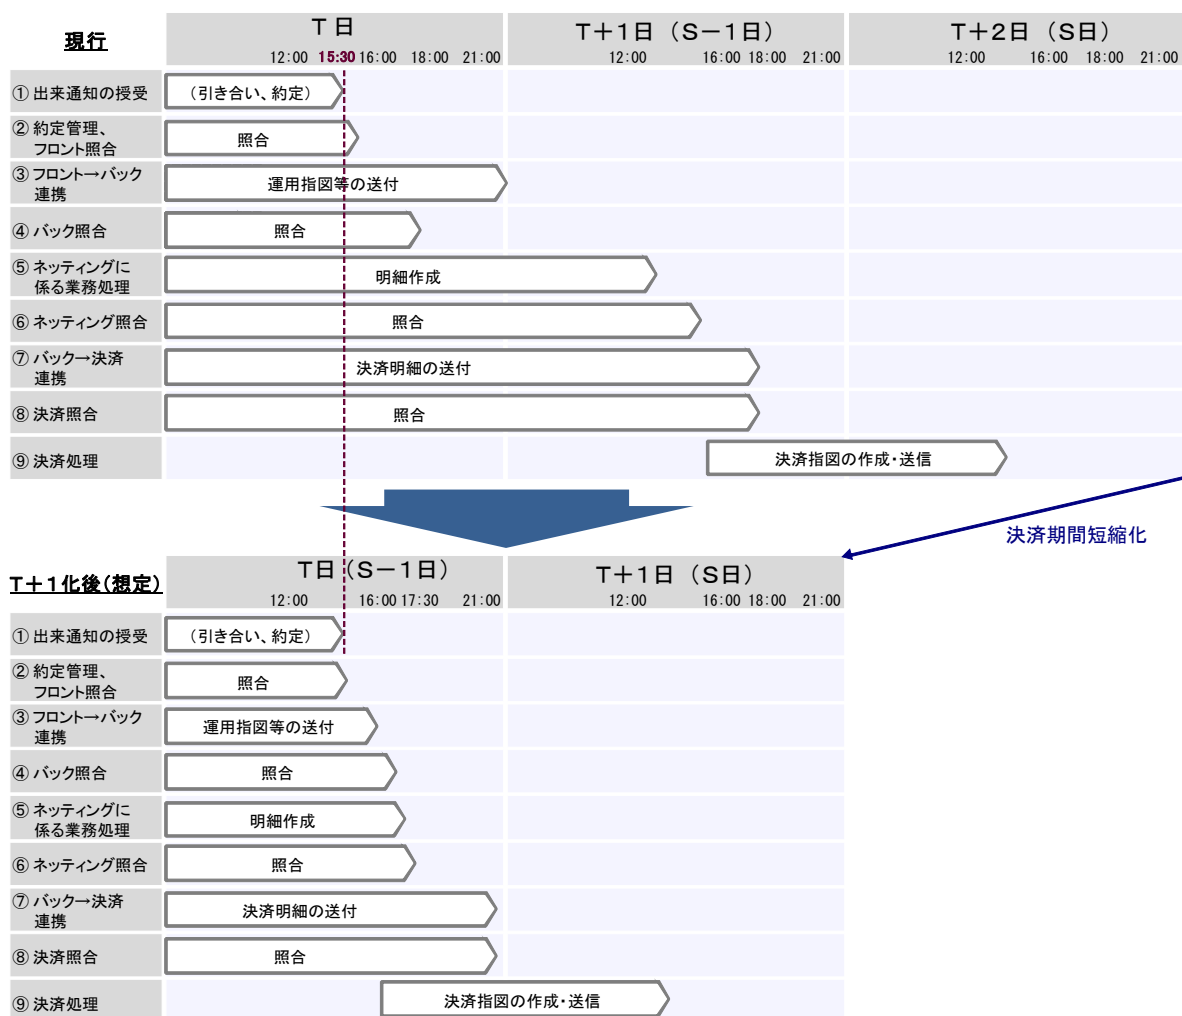 現行
T日
T+1日(S-1日)
T+2日(S日)
12:00 15:30 16:00 18:00 21:00
12:00 16:00 18:00 21:00
12:00 16:00 18:00 21:00
① 出来通知の授受
(引き合い、約定)
② 約定管理、
フロント照合
照合
③ フロント→バック
連携
運用指図等の送付
④ バック照合
照合
⑤ ネッティングに
係る業務処理
明細作成
⑥ ネッティング照合
照合
⑦ バック→決済
連携
決済明細の送付
⑧ 決済照合
照合
⑨ 決済処理
決済指図の作成・送信
決済期間短縮化
T+1化後(想定)
T日(S-1日)
T+1日(S日)
12:00 16:00 17:30 21:00
12:00 16:00 18:00 21:00
① 出来通知の授受
(引き合い、約定)
② 約定管理、
フロント照合
照合
③ フロント→バック
連携
運用指図等の送付
④ バック照合
照合
⑤ ネッティングに
係る業務処理
明細作成
⑥ ネッティング照合
照合
⑦ バック→決済
連携
決済明細の送付
⑧ 決済照合
照合
⑨ 決済処理
決済指図の作成・送信